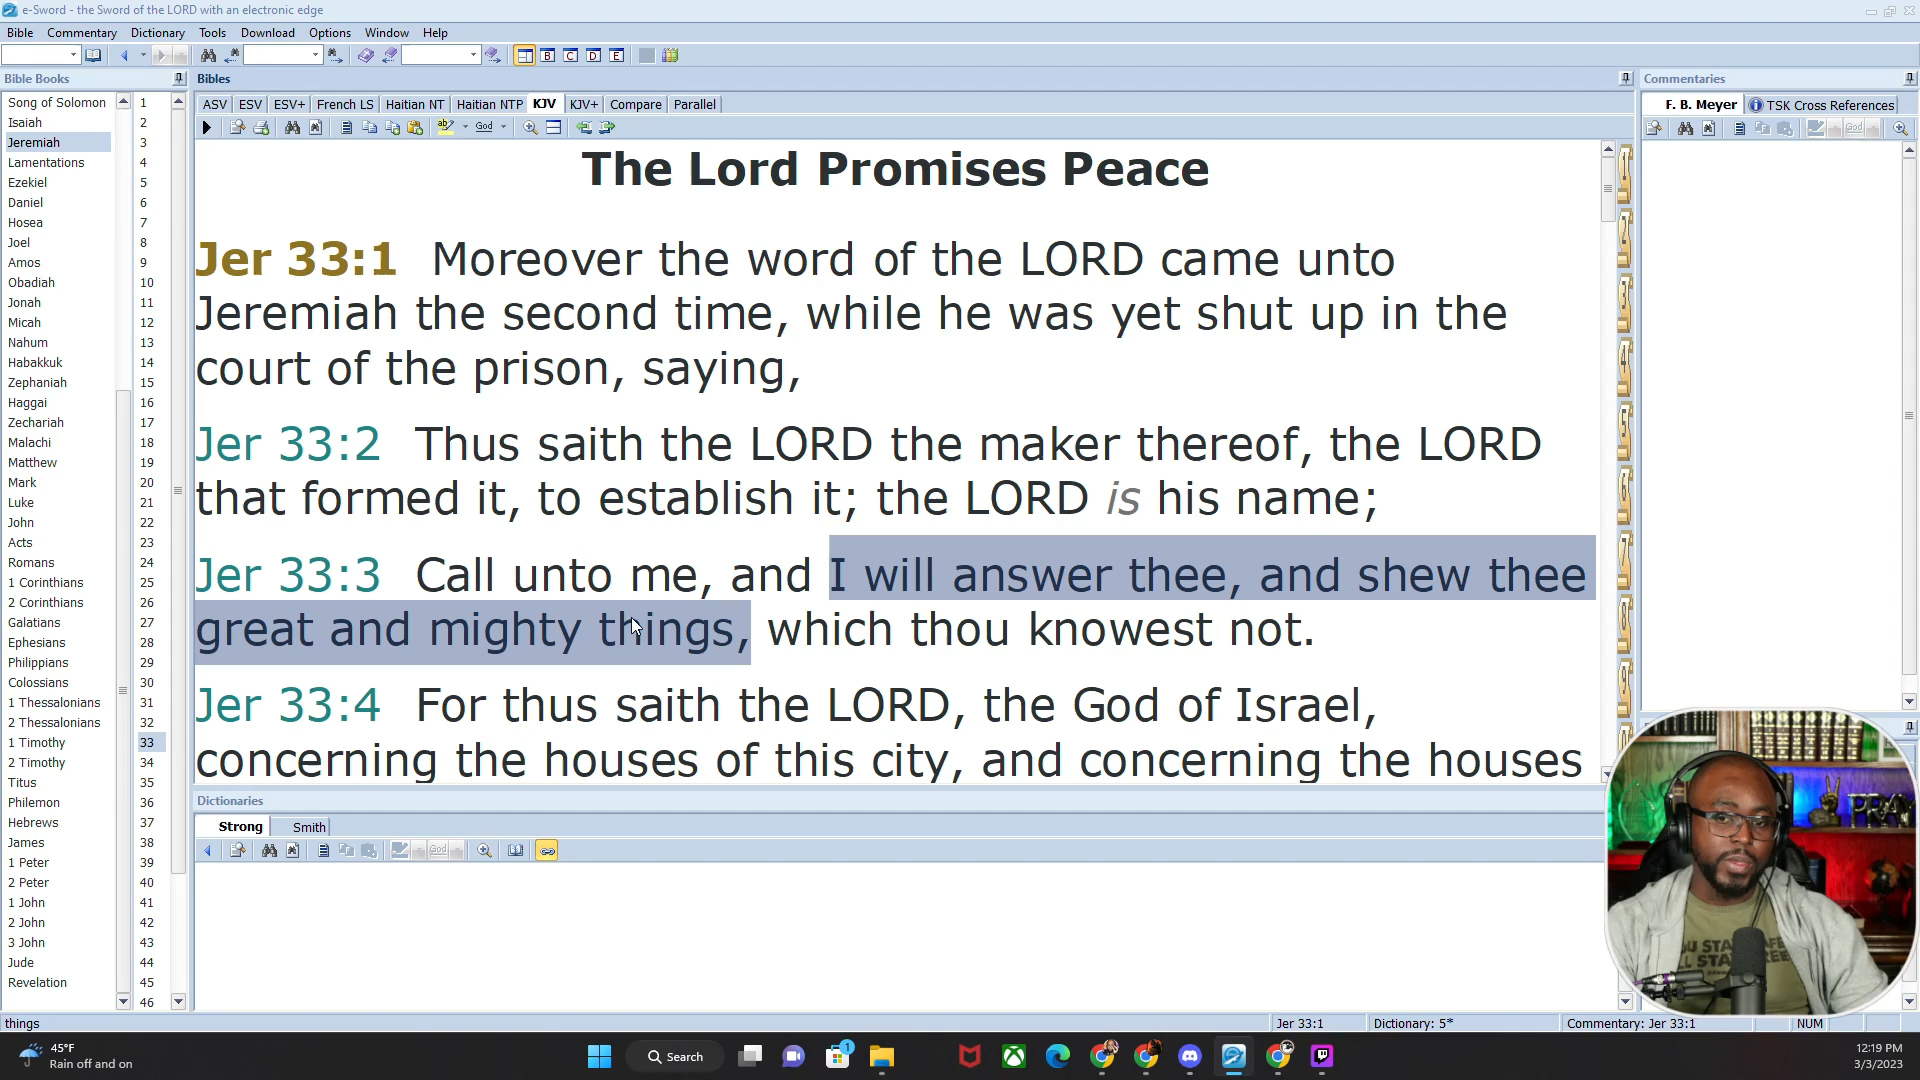 e-Sword - the Sword of the LORD with an electronic edge
Bible Commentary Dictionary Tools Download Options Window Help
B C D E
Bible Books
Song of Solomon
Isaiah
Jeremiah
Lamentations
Ezekiel
Daniel
Hosea
Joel
Amos
Obadiah
Jonah
Micah
Nahum
Habakkuk
Zephaniah
Haggai
Zechariah
Malachi
Matthew
Mark
Luke
John
Acts
Romans
1 Corinthians
2 Corinthians
Galatians
Ephesians
Philippians
Colossians
1 Thessalonians
2 Thessalonians
1 Timothy
2 Timothy
Titus
Philemon
Hebrews
James
1 Peter
2 Peter
1 John
2 John
3 John
Jude
Revelation
1
2
3
4
5
6
7
8
9
10
11
12
13
14
15
16
17
18
19
20
21
22
23
24
25
26
27
28
29
30
31
32
33
34
35
36
37
38
39
40
41
42
43
44
45
46
Bibles
ASV ESV ESV+ French LS Haitian NT Haitian NTP KJV KJV+ Compare Parallel
God
The Lord Promises Peace
Jer 33:1 Moreover the word of the LORD came unto
Jeremiah the second time, while he was yet shut up in the
court of the prison, saying,
Jer 33:2 Thus saith the LORD the maker thereof, the LORD
that formed it, to establish it; the LORD is his name;
Jer 33:3 Call unto me, and I will answer thee, and shew thee
great and mighty things, which thou knowest not.
Jer 33:4 For thus saith the LORD, the God of Israel,
concerning the houses of this city, and concerning the houses
1
2
3
4
5
6
7
8
9
Dictionaries
Strong Smith
God
Commentaries
F. B. Meyer TSK Cross References
God
PRAY
things
Jer 33:1 Dictionary: 5* Commentary: Jer 33:1 NUM
45°F
Rain off and on
Search
1
12:19 PM
3/3/2023